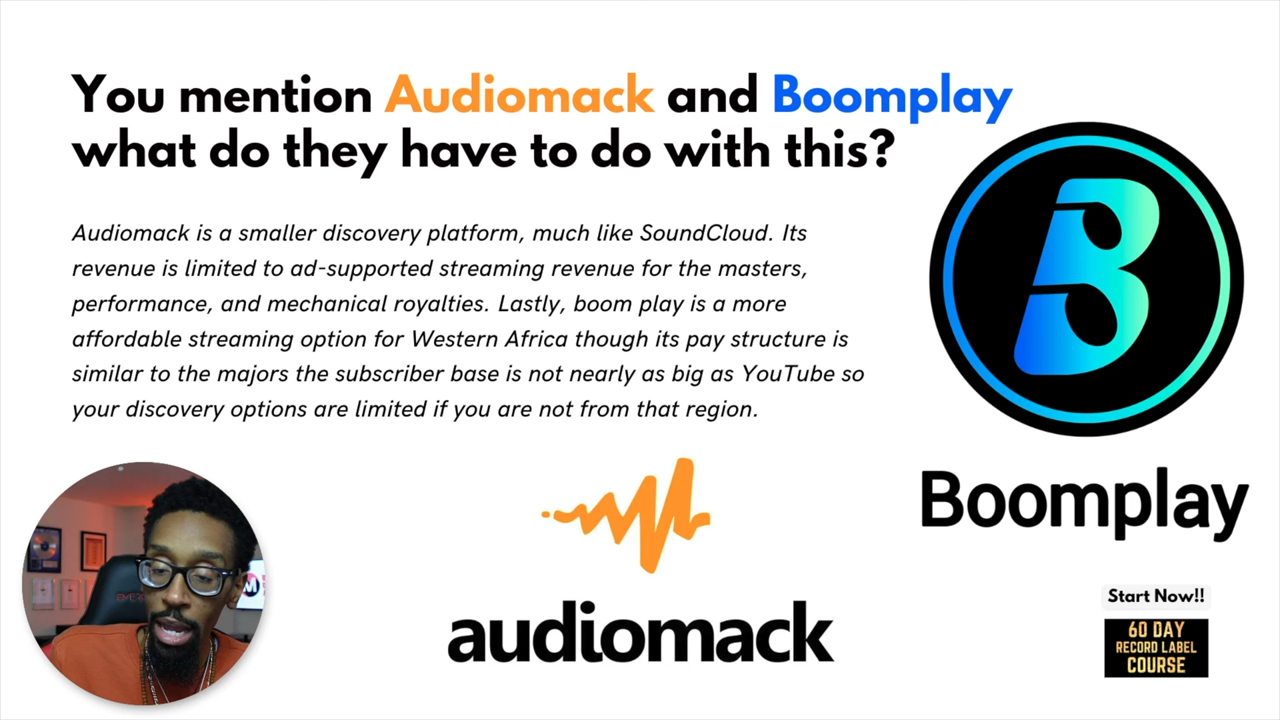 You mention Audiomack and Boomplay
what do they have to do with this?
Audiomack is a smaller discovery platform, much like SoundCloud. Its
revenue is limited to ad-supported streaming revenue for the masters,
performance, and mechanical royalties. Lastly, boom play is a more
affordable streaming option for Western Africa though its pay structure is
similar to the majors the subscriber base is not nearly as big as YouTube so
your discovery options are limited if you are not from that region.
B
Boomplay
audiomack
Start Now!!
60 DAY
RECORD LABEL
COURSE
M